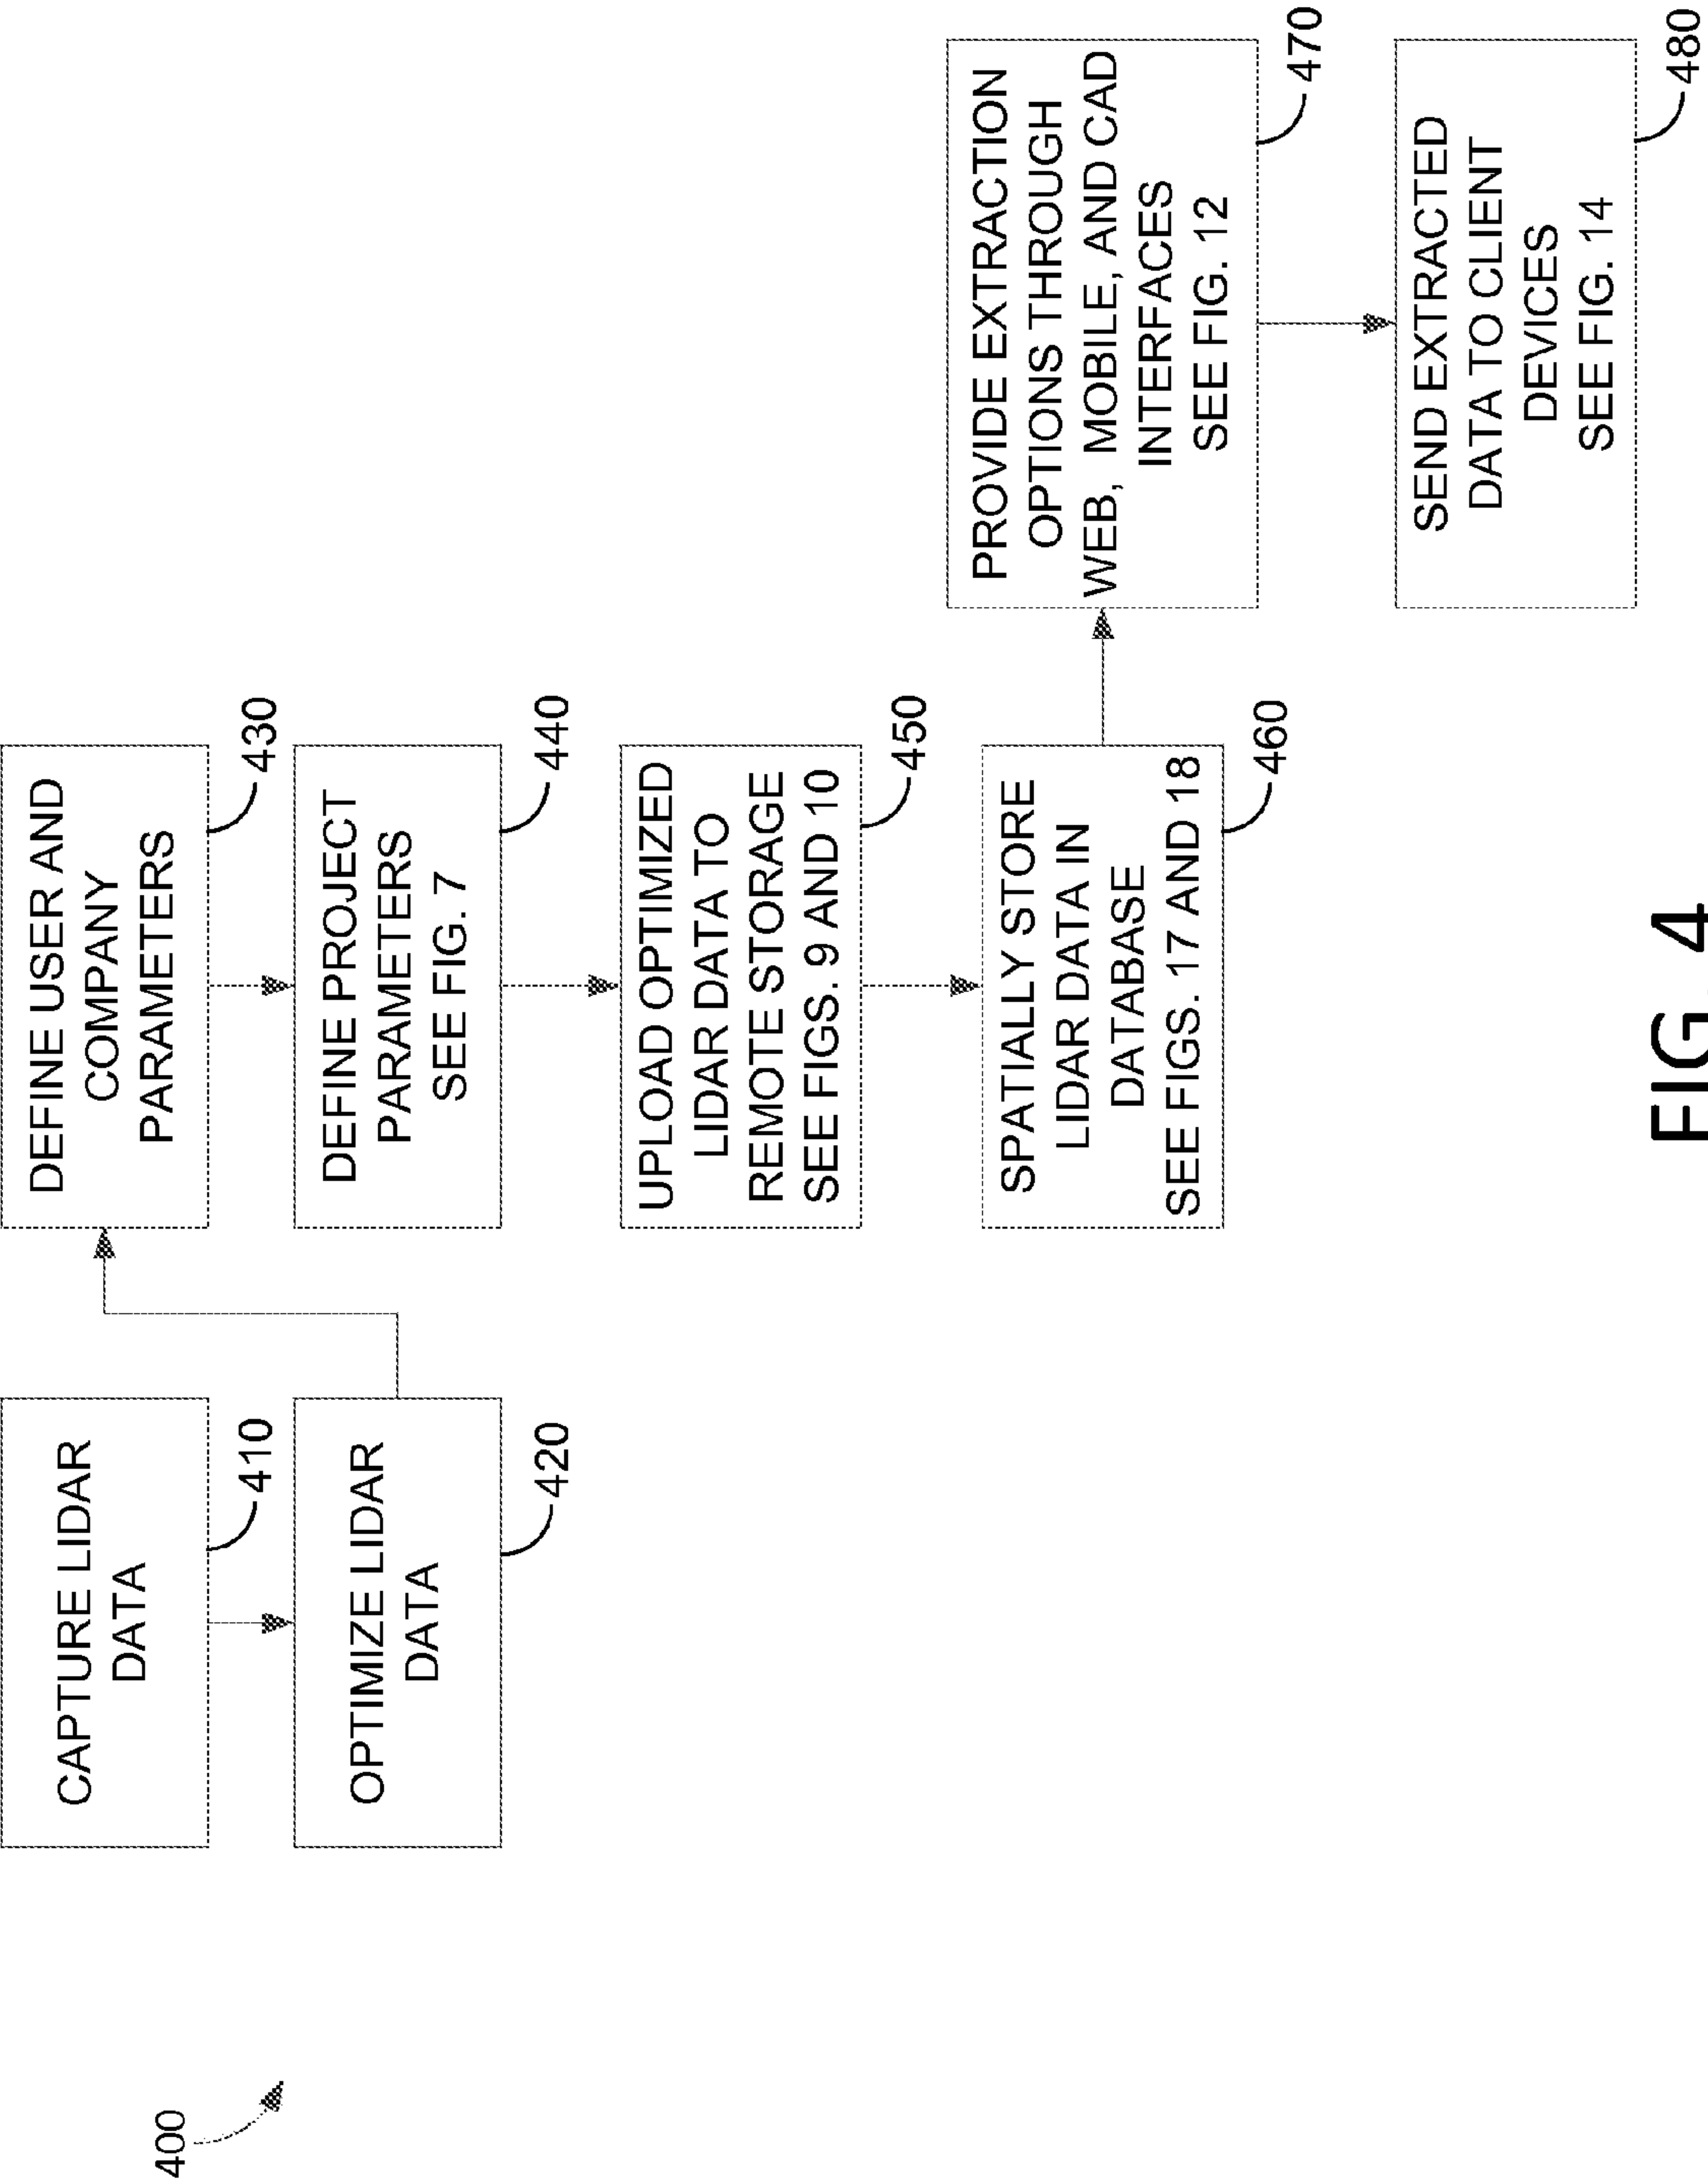 400
CAPTURE LIDAR
DATA
410
OPTIMIZE LIDAR
DATA
420
DEFINE USER AND
COMPANY
PARAMETERS
430
DEFINE PROJECT
PARAMETERS
SEE FIG. 7
440
UPLOAD OPTIMIZED
LIDAR DATA TO
REMOTE STORAGE
SEE FIGS. 9 AND 10
450
SPATIALLY STORE
LIDAR DATA IN
DATABASE
SEE FIGS. 17 AND 18
460
PROVIDE EXTRACTION
OPTIONS THROUGH
WEB, MOBILE, AND CAD
INTERFACES
SEE FIG. 12
470
SEND EXTRACTED
DATA TO CLIENT
DEVICES
SEE FIG. 14
480
FIG. 4